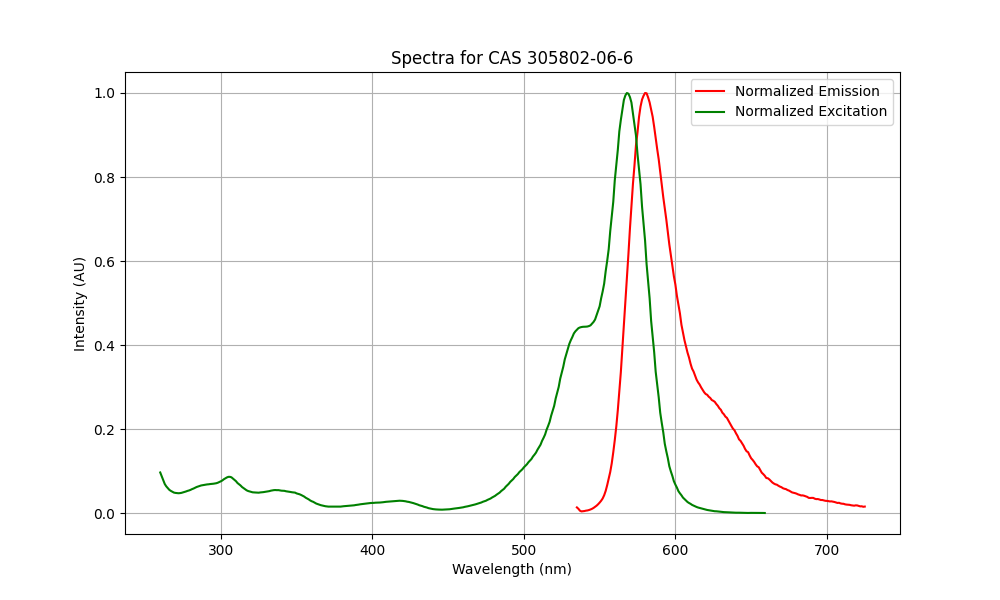 Spectra for CAS 305802-06-6
Normalized Emission
Normalized Excitation
1.0
0.8
0.6
0.4
0.2
0.0
Intensity (AU)
300 400 500 600 700
Wavelength (nm)